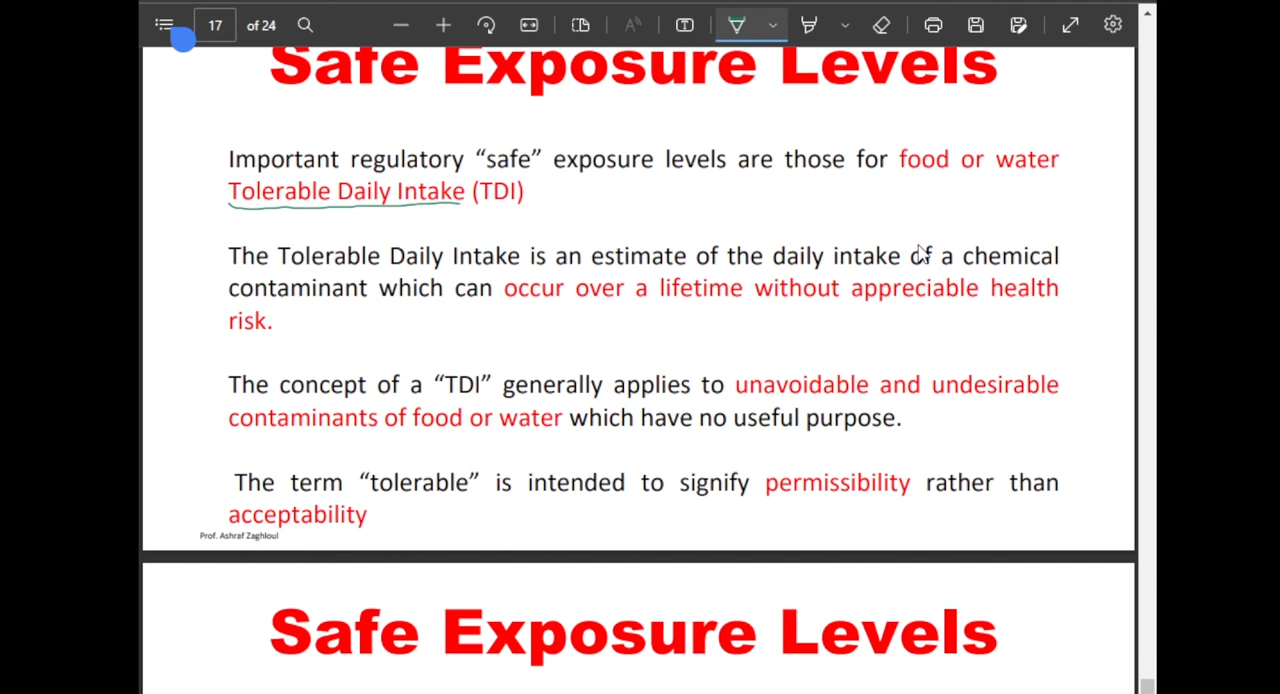 17 of 24
Safe Exposure Levels
Important regulatory “safe” exposure levels are those for food or water
Tolerable Daily Intake (TDI)
The Tolerable Daily Intake is an estimate of the daily intake of a chemical
contaminant which can occur over a lifetime without appreciable health
risk.
The concept of a “TDI” generally applies to unavoidable and undesirable
contaminants of food or water which have no useful purpose.
The term “tolerable” is intended to signify permissibility rather than
acceptability
Prof. Ashraf Zaghloul
Safe Exposure Levels